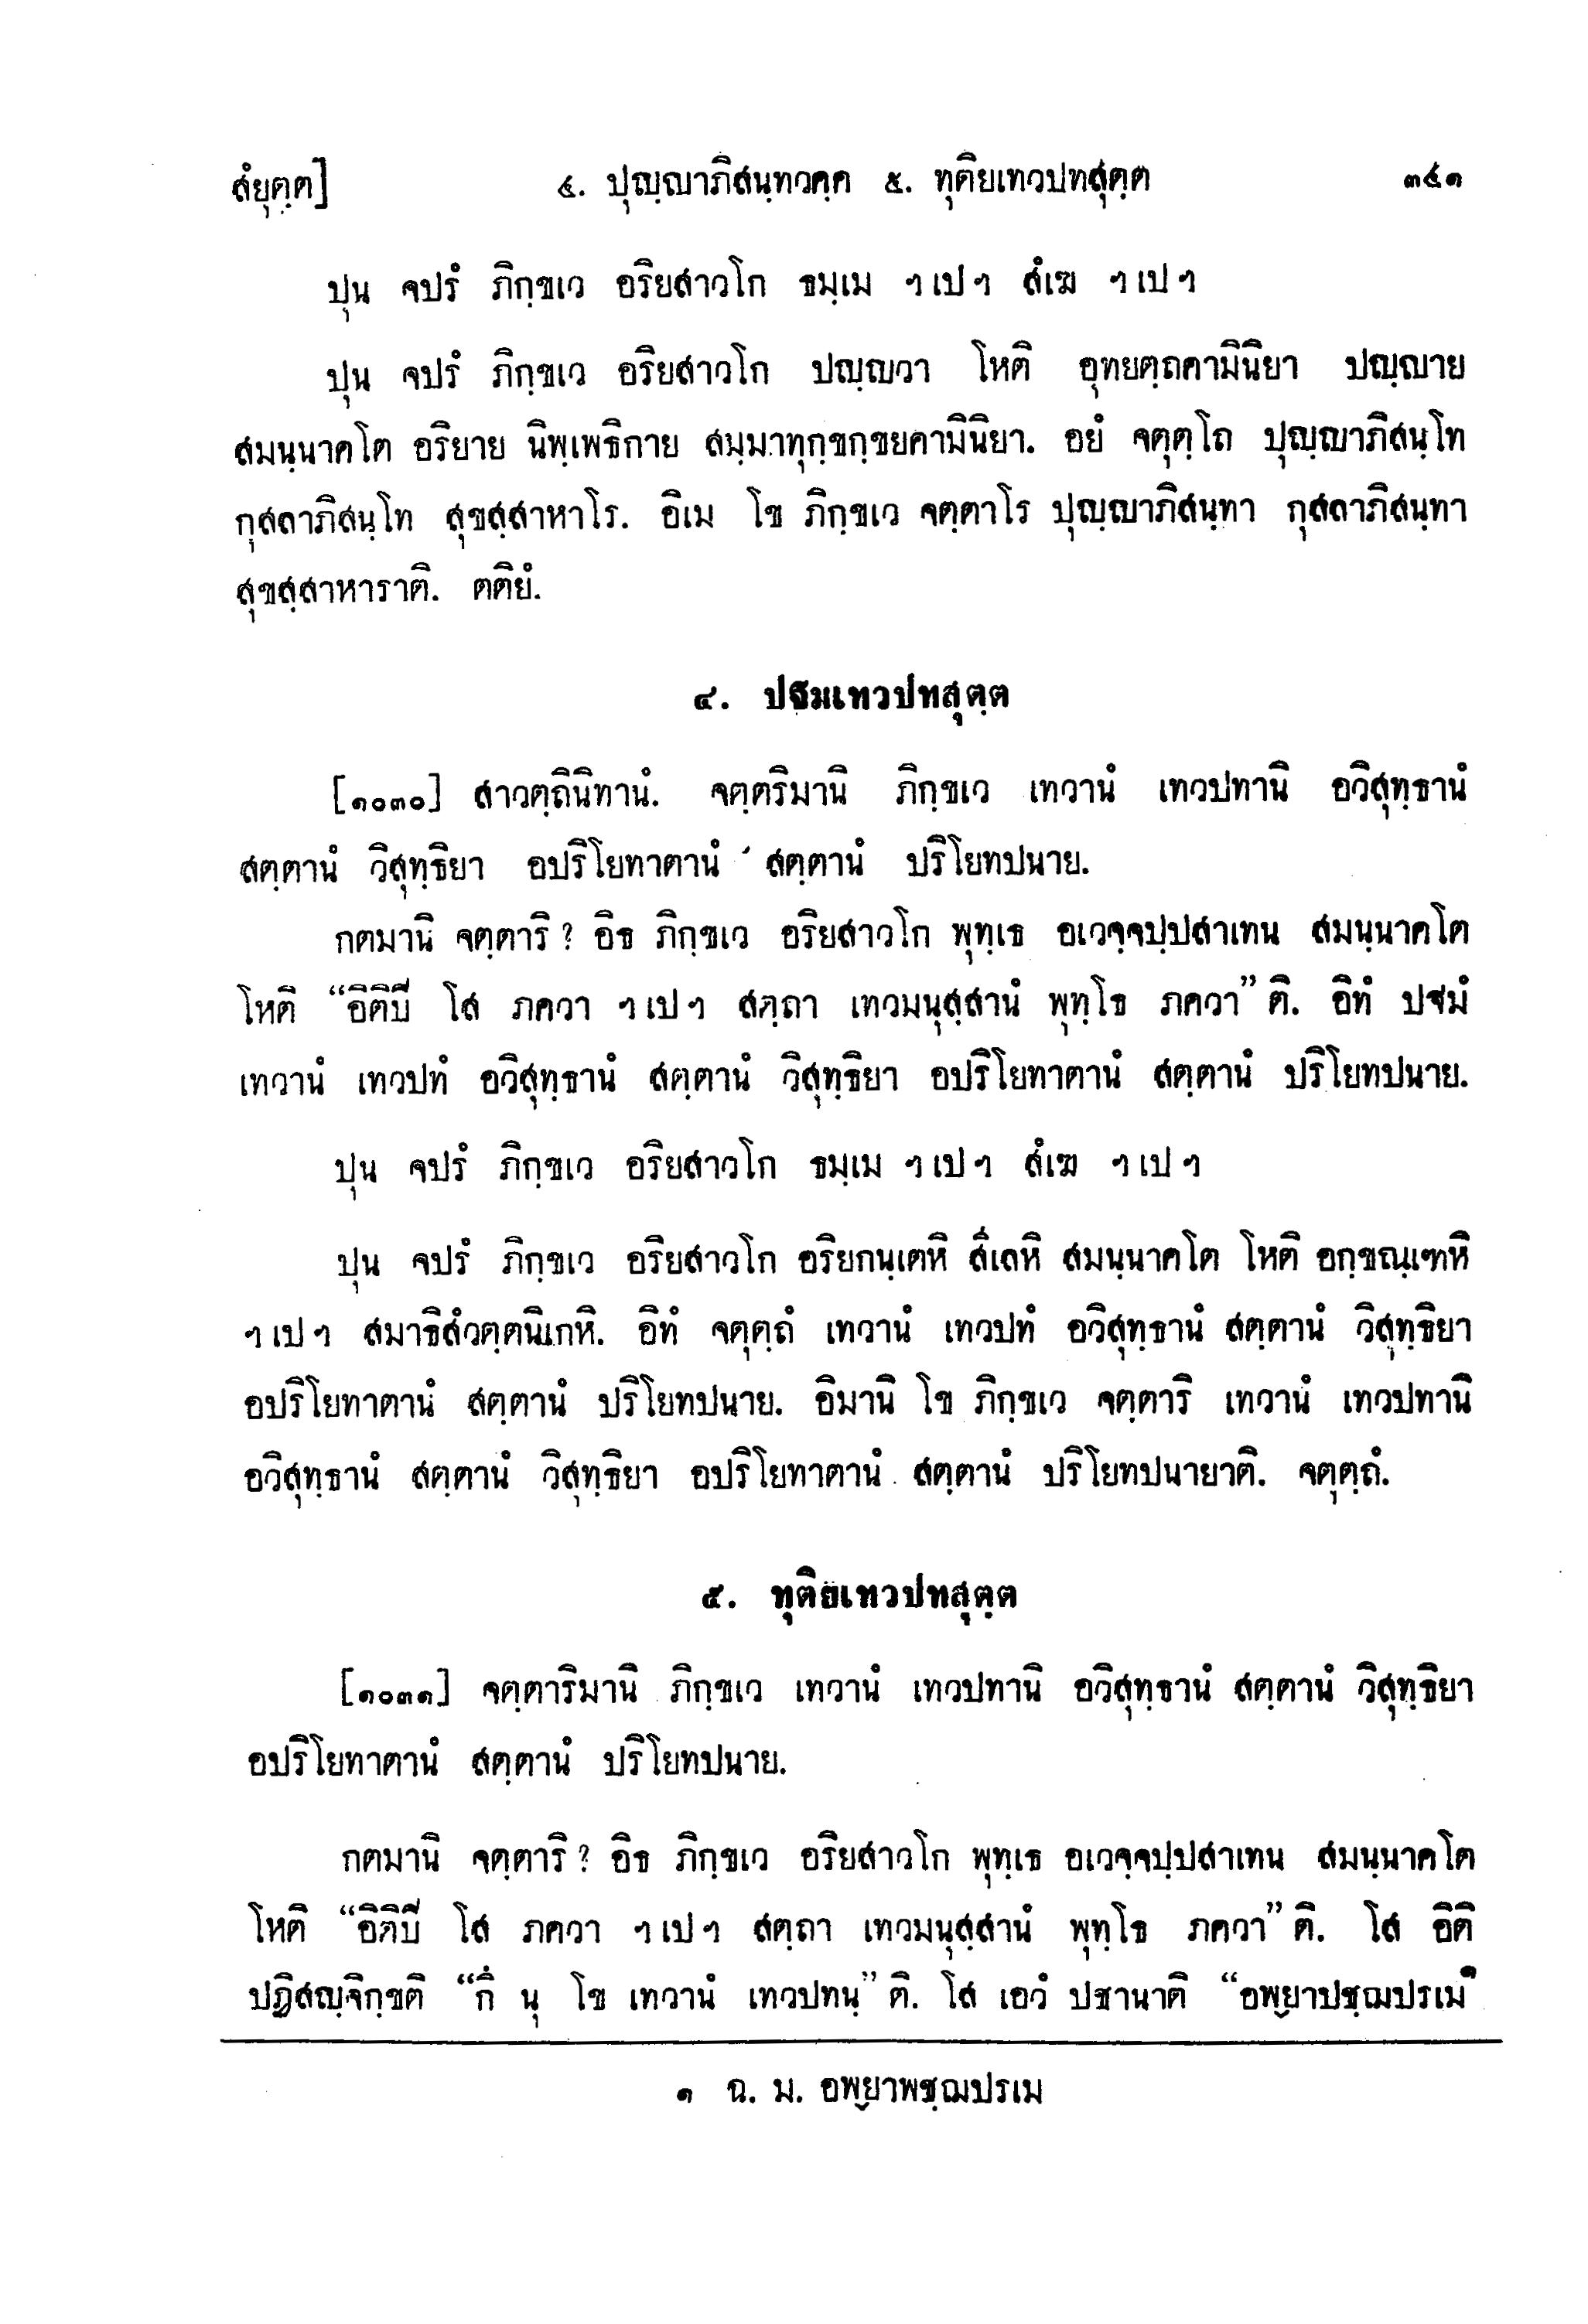 สํยุตฺต] ๔. ปุญฺญาภิสนฺทวคฺค ๕. ทุติยเทวปทสุตฺต ๓๔๑
ปุน จปรํ ภิกฺขเว อริยสาวโก ธมฺเม ฯ เป ฯ สํเฆ ฯ เป ฯ
ปุน จปรํ ภิกฺขเว อริยสาวโก ปญฺญวา โหติ อุทยตฺถคามินิยา ปญฺญาย
สมนฺนาคโต อริยาย นิพฺเพธิกาย สมฺมาทุกฺขกฺขยคามินิยา. อยํ จตุตฺโถ ปุญฺญาภิสนฺโท
กุสลาภิสนฺโท สุขสฺสาหาโร. อิเม โข ภิกฺขเว จตฺตาโร ปุญฺญาภิสนฺทา กุสลาภิสนฺทา
สุขสฺสาหาราติ. ตติยํ.
๔. ปฐมเทวปทสุตฺต
[๑๐๓๐] สาวตฺถินิทานํ. จตฺตริมานิ ภิกฺขเว เทวานํ เทวปทานิ อวิสุทฺธานํ
สตฺตานํ วิสุทฺธิยา อปริโยทาตานํ สตฺตานํ ปริโยทปนาย.
กตมานิ จตฺตาริ? อิธ ภิกฺขเว อริยสาวโก พุทฺเธ อเวจฺจปฺปสาเทน สมนฺนาคโต
โหติ “อิติปิ โส ภควา ฯ เป ฯ สตฺถา เทวมนุสฺสานํ พุทฺโธ ภควา” ติ. อิทํ ปฐมํ
เทวานํ เทวปทํ อวิสุทฺธานํ สตฺตานํ วิสุทฺธิยา อปริโยทาตานํ สตฺตานํ ปริโยทปนาย.
ปุน จปรํ ภิกฺขเว อริยสาวโก ธมฺเม ฯ เป ฯ สํเฆ ฯ เป ฯ
ปุน จปรํ ภิกฺขเว อริยสาวโก อริยกนฺเตหิ สีเลหิ สมนฺนาคโต โหติ อกฺขณฺเฑหิ
ฯ เป ฯ สมาธิสํวตฺตนิเกหิ. อิทํ จตุตฺถํ เทวานํ เทวปทํ อวิสุทฺธานํ สตฺตานํ วิสุทฺธิยา
อปริโยทาตานํ สตฺตานํ ปริโยทปนาย. อิมานิ โข ภิกฺขเว จตฺตาริ เทวานํ เทวปทานิ
อวิสุทฺธานํ สตฺตานํ วิสุทฺธิยา อปริโยทาตานํ สตฺตานํ ปริโยทปนายาติ. จตุตฺถํ.
๕. ทุติยเทวปทสุตฺต
[๑๐๓๑] จตฺตาริมานิ ภิกฺขเว เทวานํ เทวปทานิ อวิสุทฺธานํ สตฺตานํ วิสุทฺธิยา
อปริโยทาตานํ สตฺตานํ ปริโยทปนาย.
กตมานิ จตฺตาริ? อิธ ภิกฺขเว อริยสาวโก พุทฺเธ อเวจฺจปฺปสาเทน สมนฺนาคโต
โหติ “อิติปิ โส ภควา ฯ เป ฯ สตฺถา เทวมนุสฺสานํ พุทฺโธ ภควา” ติ. โส อิติ
ปฏิสญฺจิกฺขติ “กึ นุ โข เทวานํ เทวปทนฺ” ติ. โส เอวํ ปชานาติ “อพฺยาปชฺฌปรเม๑
๑ ฉ. ม. อพฺยาพชฺฌปรเม